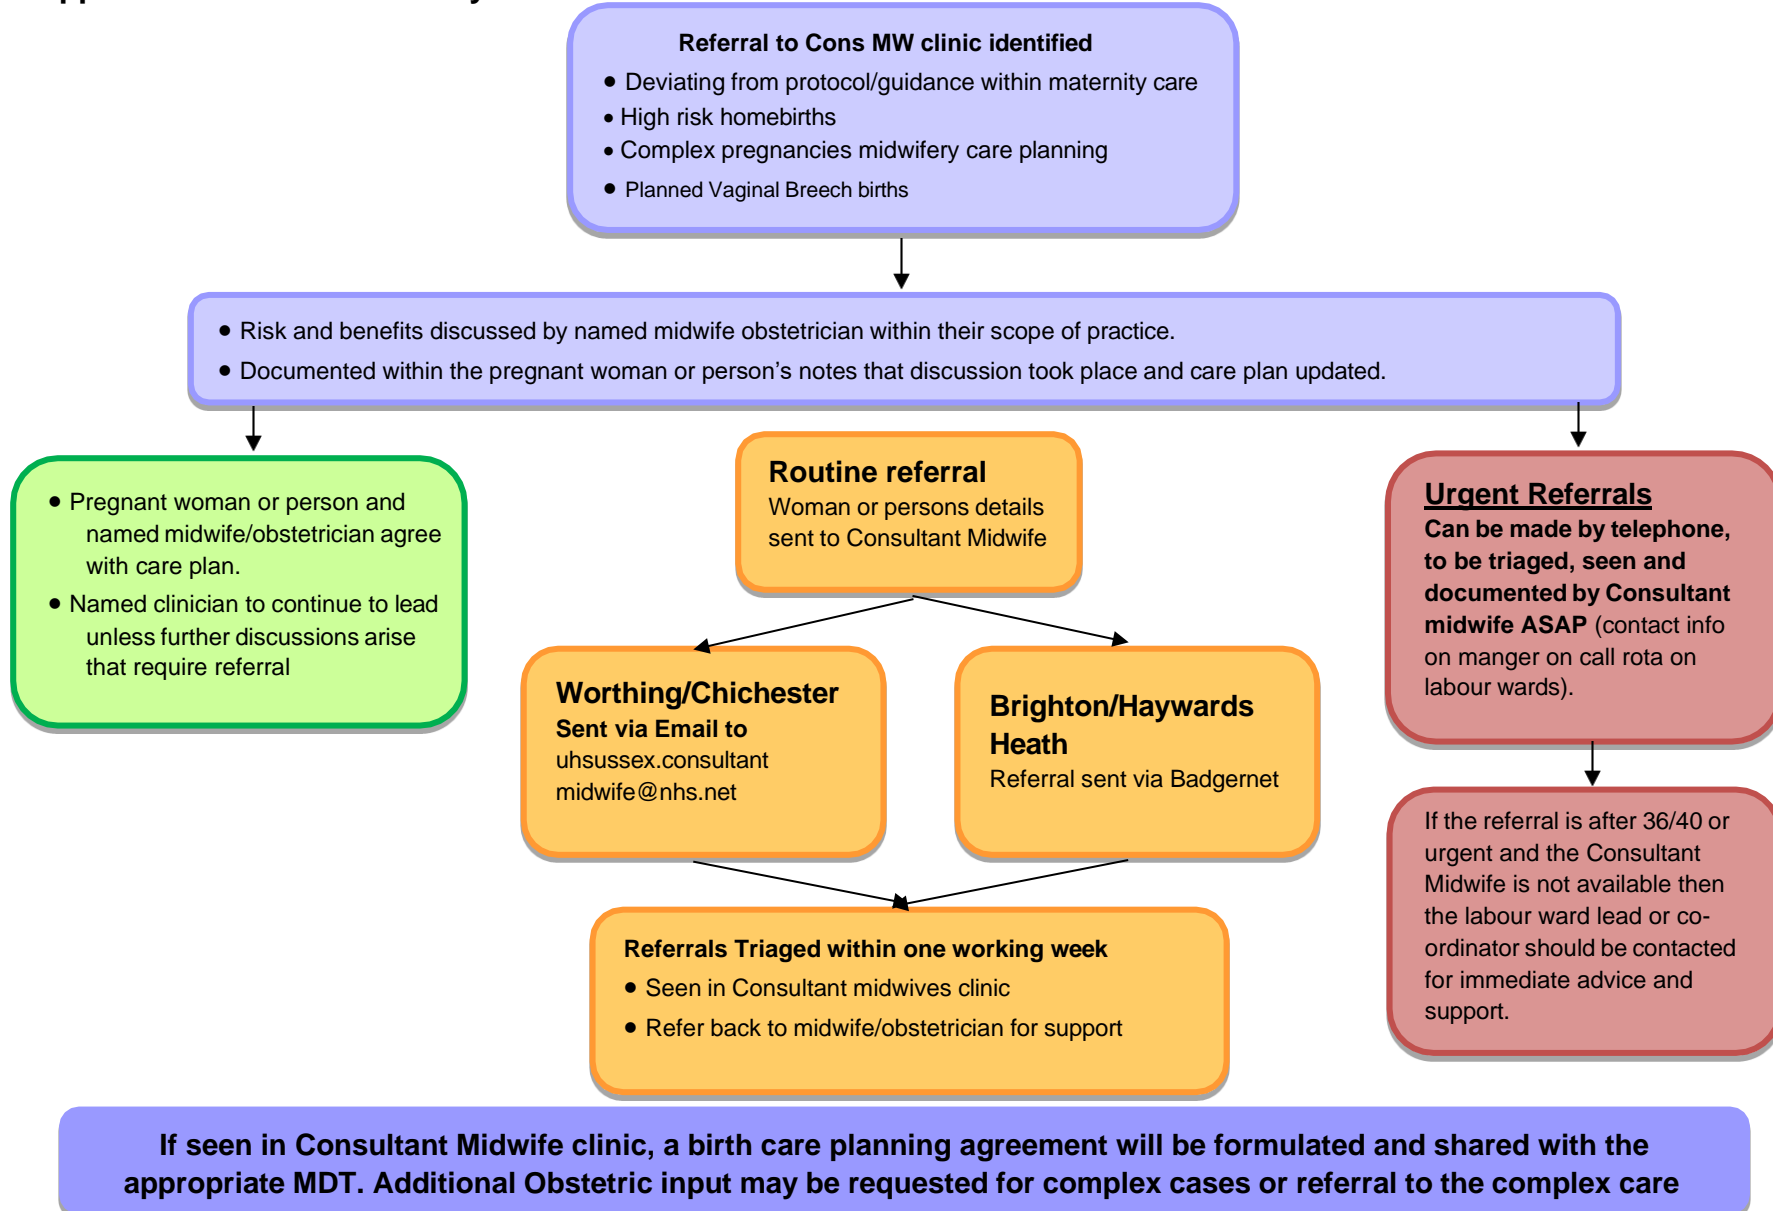 Referral to Cons MW clinic identified
• Deviating from protocol/guidance within maternity care
• High risk homebirths
• Complex pregnancies midwifery care planning
• Planned Vaginal Breech births
• Risk and benefits discussed by named midwife obstetrician within their scope of practice.
• Documented within the pregnant woman or person’s notes that discussion took place and care plan updated.
• Pregnant woman or person and
named midwife/obstetrician agree
with care plan.
• Named clinician to continue to lead
unless further discussions arise
that require referral
Routine referral
Woman or persons details
sent to Consultant Midwife
Worthing/Chichester
Sent via Email to
uhsussex.consultant
midwife@nhs.net
Brighton/Haywards
Heath
Referral sent via Badgernet
Referrals Triaged within one working week
• Seen in Consultant midwives clinic
• Refer back to midwife/obstetrician for support
Urgent Referrals
Can be made by telephone,
to be triaged, seen and
documented by Consultant
midwife ASAP (contact info
on manger on call rota on
labour wards).
If the referral is after 36/40 or
urgent and the Consultant
Midwife is not available then
the labour ward lead or co-
ordinator should be contacted
for immediate advice and
support.
If seen in Consultant Midwife clinic, a birth care planning agreement will be formulated and shared with the
appropriate MDT. Additional Obstetric input may be requested for complex cases or referral to the complex care